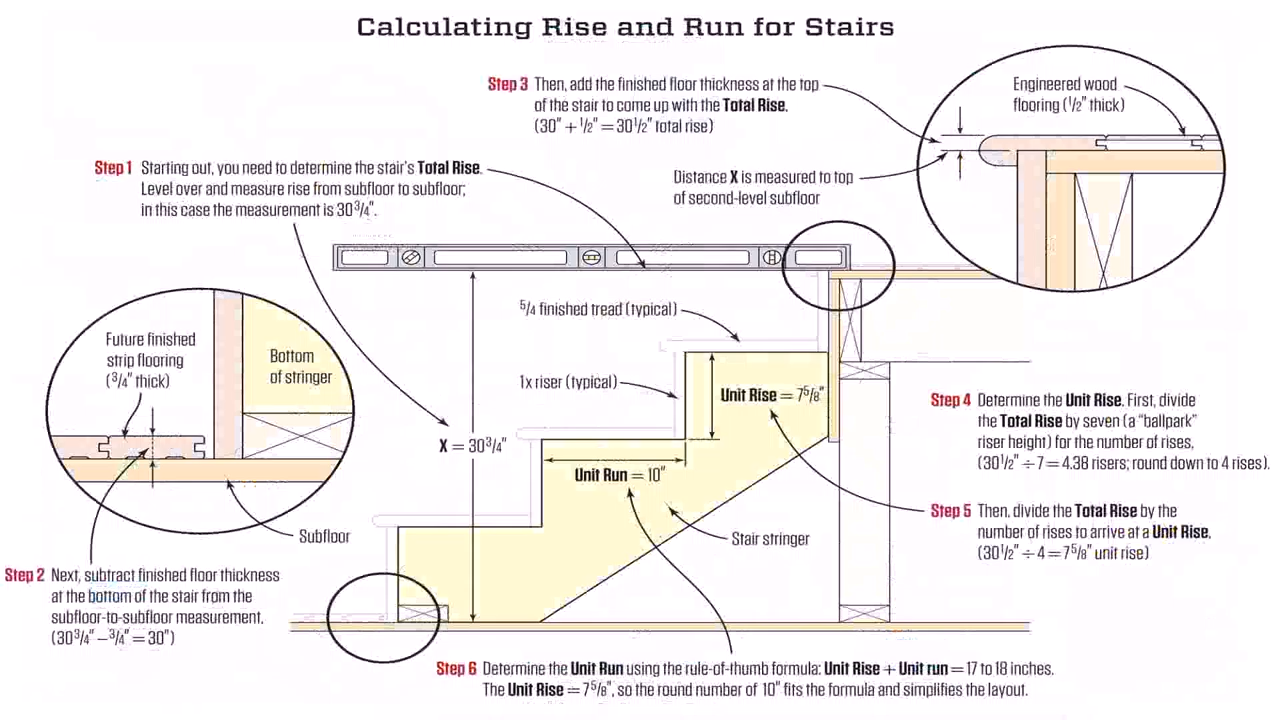 Calculating Rise and Run for Stairs
Step 3 Then, add the finished floor thickness at the top
of the stair to come up with the Total Rise.
(30″ + 1/2″ = 30 1/2″ total rise)
Engineered wood
flooring (1/2″ thick)
Step 1 Starting out, you need to determine the stair's Total Rise.
Level over and measure rise from subfloor to subfloor;
in this case the measurement is 30 3/4″.
Distance X is measured to top
of second-level subfloor
5/4 finished tread (typical)
Future finished
strip flooring
(3/4″ thick)
Bottom
of stringer
1x riser (typical)
Unit Rise = 7 5/8″
Step 4 Determine the Unit Rise. First, divide
the Total Rise by seven (a “ballpark”
riser height) for the number of rises,
(30 1/2″ ÷ 7 = 4.38 risers; round down to 4 rises).
X = 30 3/4″
Unit Run = 10″
Step 5 Then, divide the Total Rise by the
number of rises to arrive at a Unit Rise.
(30 1/2″ ÷ 4 = 7 5/8″ unit rise)
Subfloor
Stair stringer
Step 2 Next, subtract finished floor thickness
at the bottom of the stair from the
subfloor-to-subfloor measurement.
(30 3/4″ – 3/4″ = 30″)
Step 6 Determine the Unit Run using the rule-of-thumb formula: Unit Rise + Unit run = 17 to 18 inches.
The Unit Rise = 7 5/8″, so the round number of 10″ fits the formula and simplifies the layout.